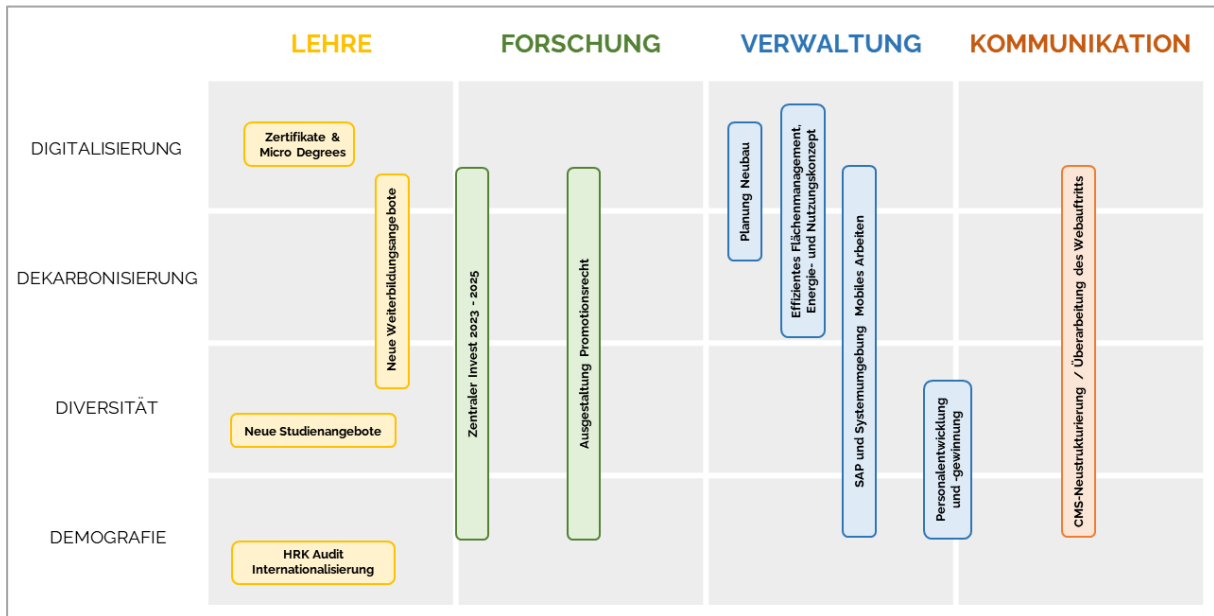 LEHRE
FORSCHUNG
VERWALTUNG
KOMMUNIKATION
DIGITALISIERUNG
DEKARBONISIERUNG
DIVERSITÄT
DEMOGRAFIE
Zertifikate &
Micro Degrees
Neue Weiterbildungsangebote
Neue Studienangebote
HRK Audit
Internationalisierung
Zentraler Invest 2023 - 2025
Ausgestaltung Promotionsrecht
Planung Neubau
Effizientes Flächenmanagement,
Energie- und Nutzungskonzept
SAP und Systemumgebung Mobiles Arbeiten
Personalentwicklung
und -gewinnung
CMS-Neustrukturierung / Überarbeitung des Webauftritts